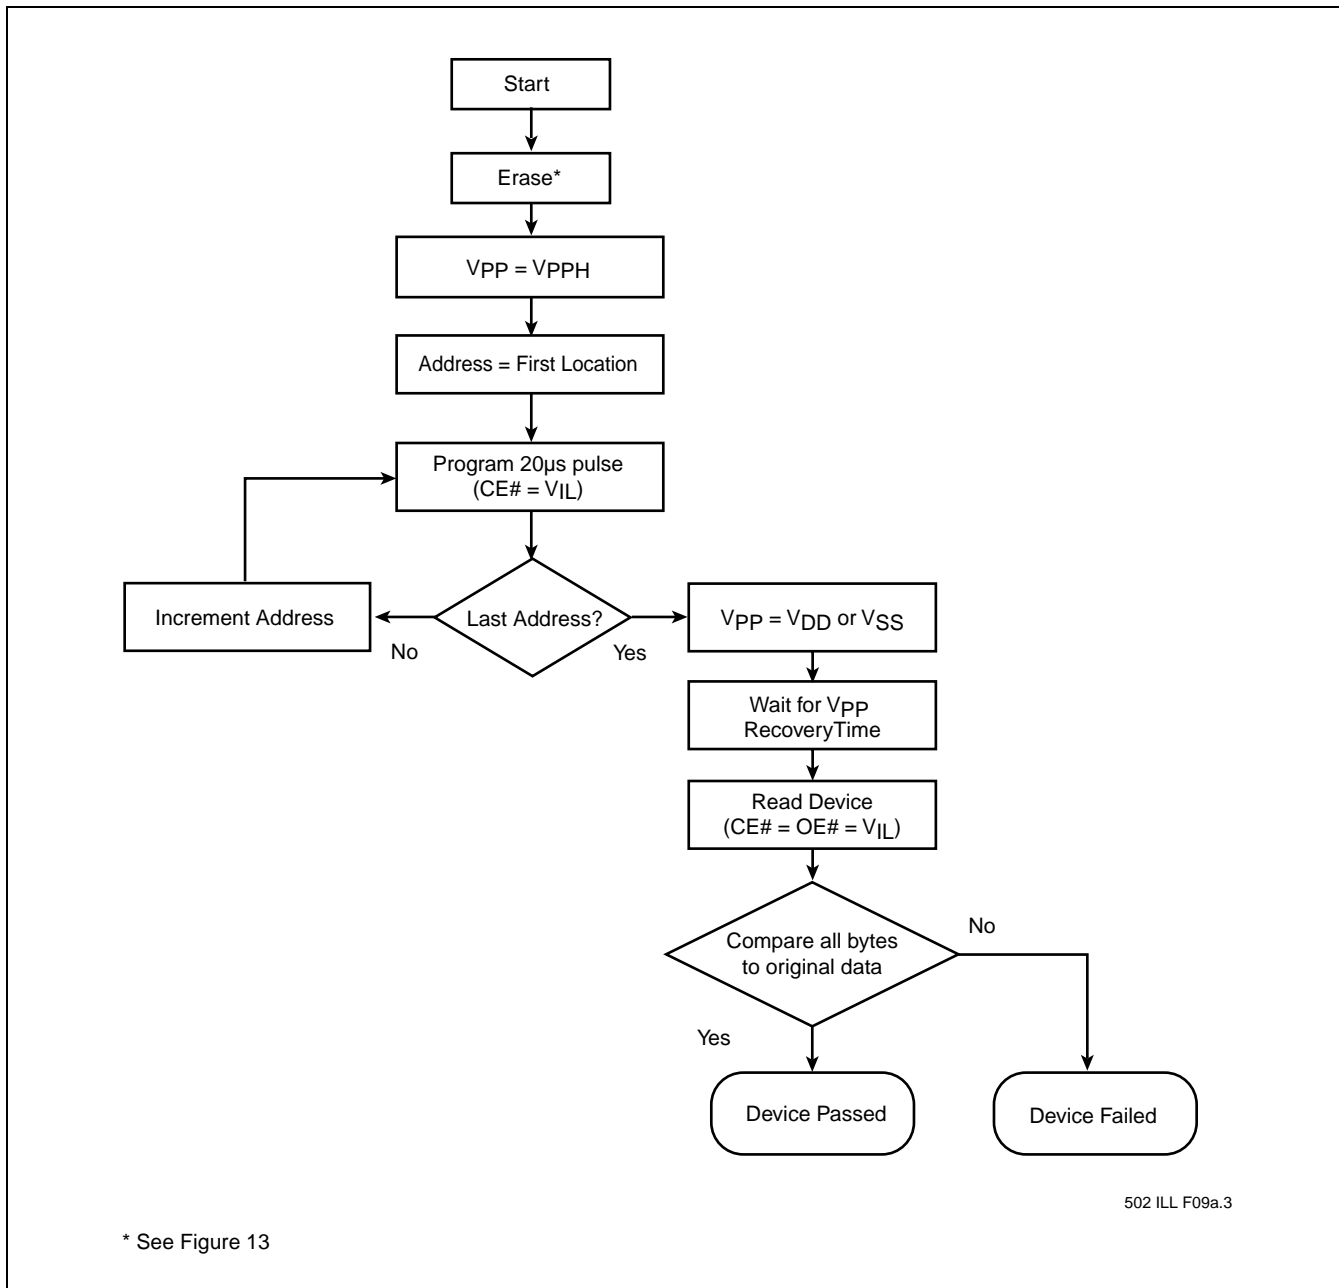 Start
Erase*
VPP = VPPH
Address = First Location
Program 20µs pulse
(CE# = VIL)
Last Address?
No
Yes
Increment Address
VPP = VDD or VSS
Wait for VPP
RecoveryTime
Read Device
(CE# = OE# = VIL)
Compare all bytes
to original data
No
Yes
Device Passed
Device Failed
502 ILL F09a.3
* See Figure 13